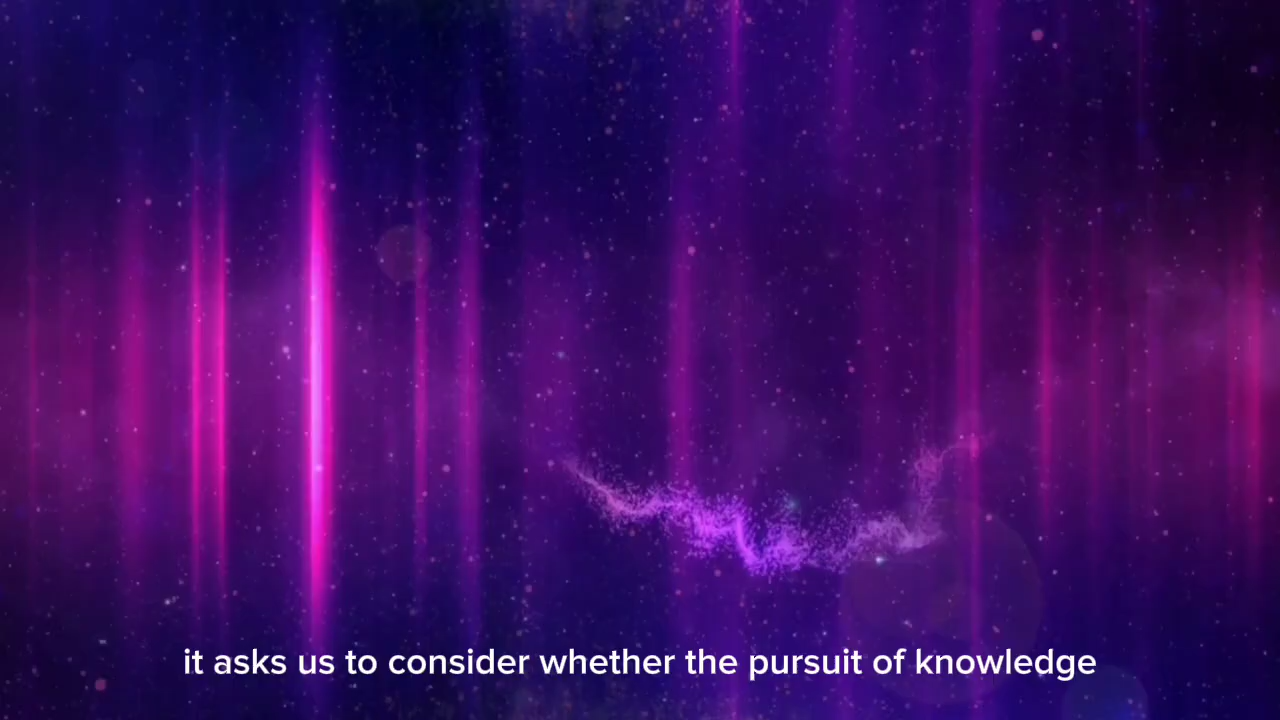 it asks us to consider whether the pursuit of knowledge